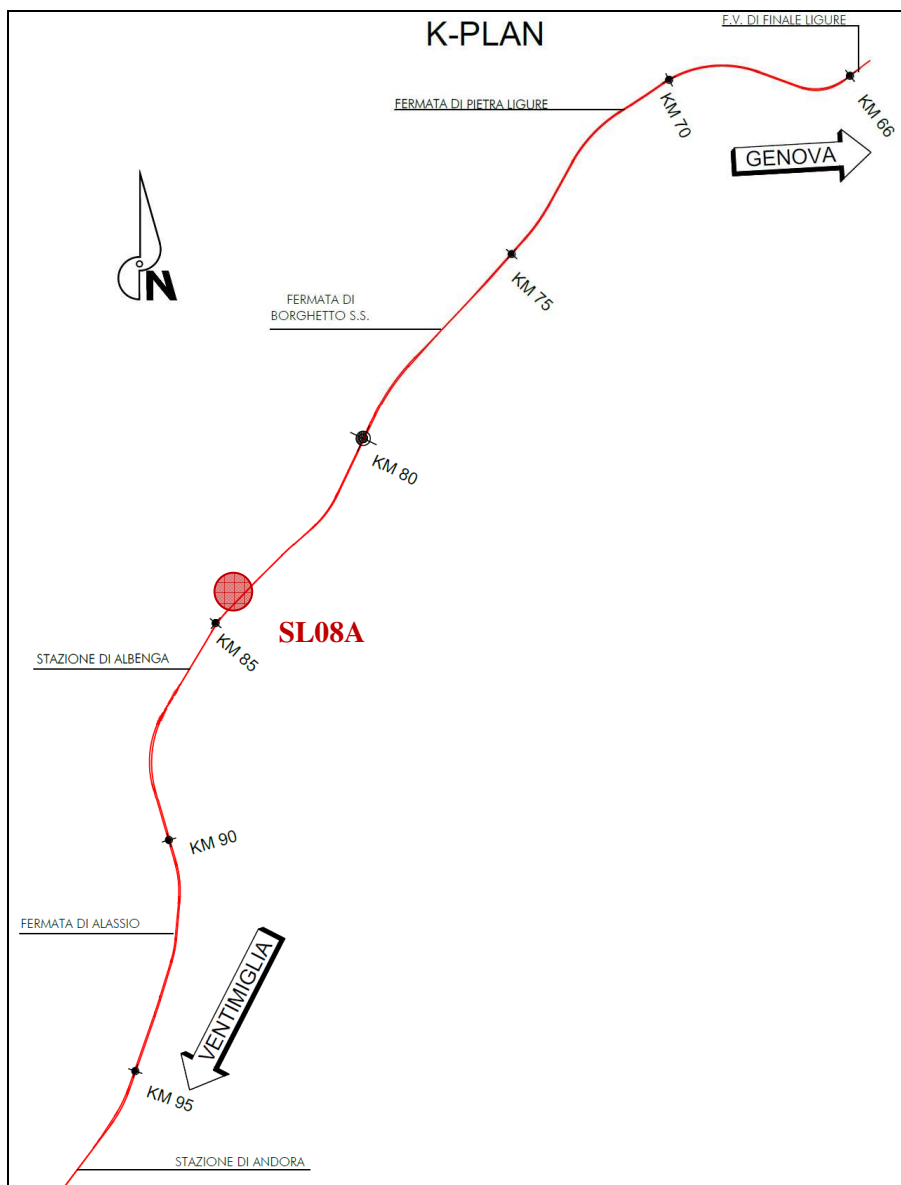 K-PLAN
F.V. DI FINALE LIGURE
FERMATA DI PIETRA LIGURE
KM 70
KM 66
GENOVA
N
KM 75
FERMATA DI
BORGHETTO S.S.
KM 80
SL08A
KM 85
STAZIONE DI ALBENGA
KM 90
FERMATA DI ALASSIO
VENTIMIGLIA
KM 95
STAZIONE DI ANDORA